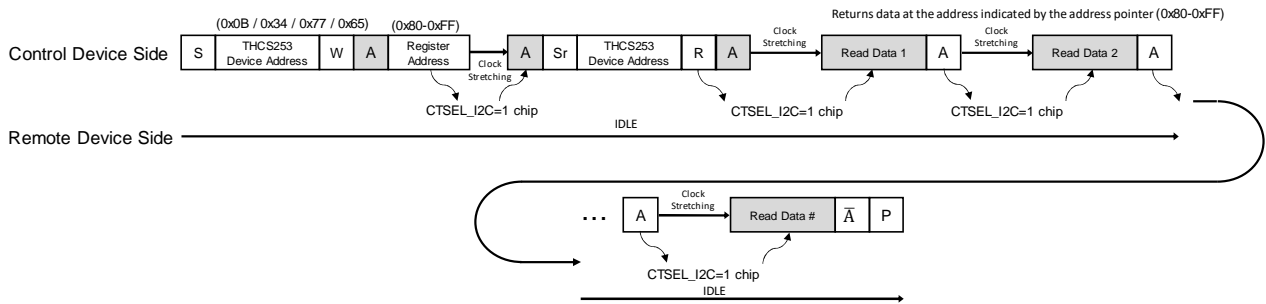 (0x0B / 0x34 / 0x77 / 0x65) (0x80-0xFF) Returns data at the address indicated by the address pointer (0x80-0xFF)
Control Device Side S THCS253 Device Address W A Register Address Clock Stretching A Sr THCS253 Device Address R A Clock Stretching Read Data 1 A Clock Stretching Read Data 2 A
CTSEL_I2C=1 chip CTSEL_I2C=1 chip CTSEL_I2C=1 chip
IDLE
Remote Device Side
... A Clock Stretching Read Data # A̅ P
CTSEL_I2C=1 chip
IDLE